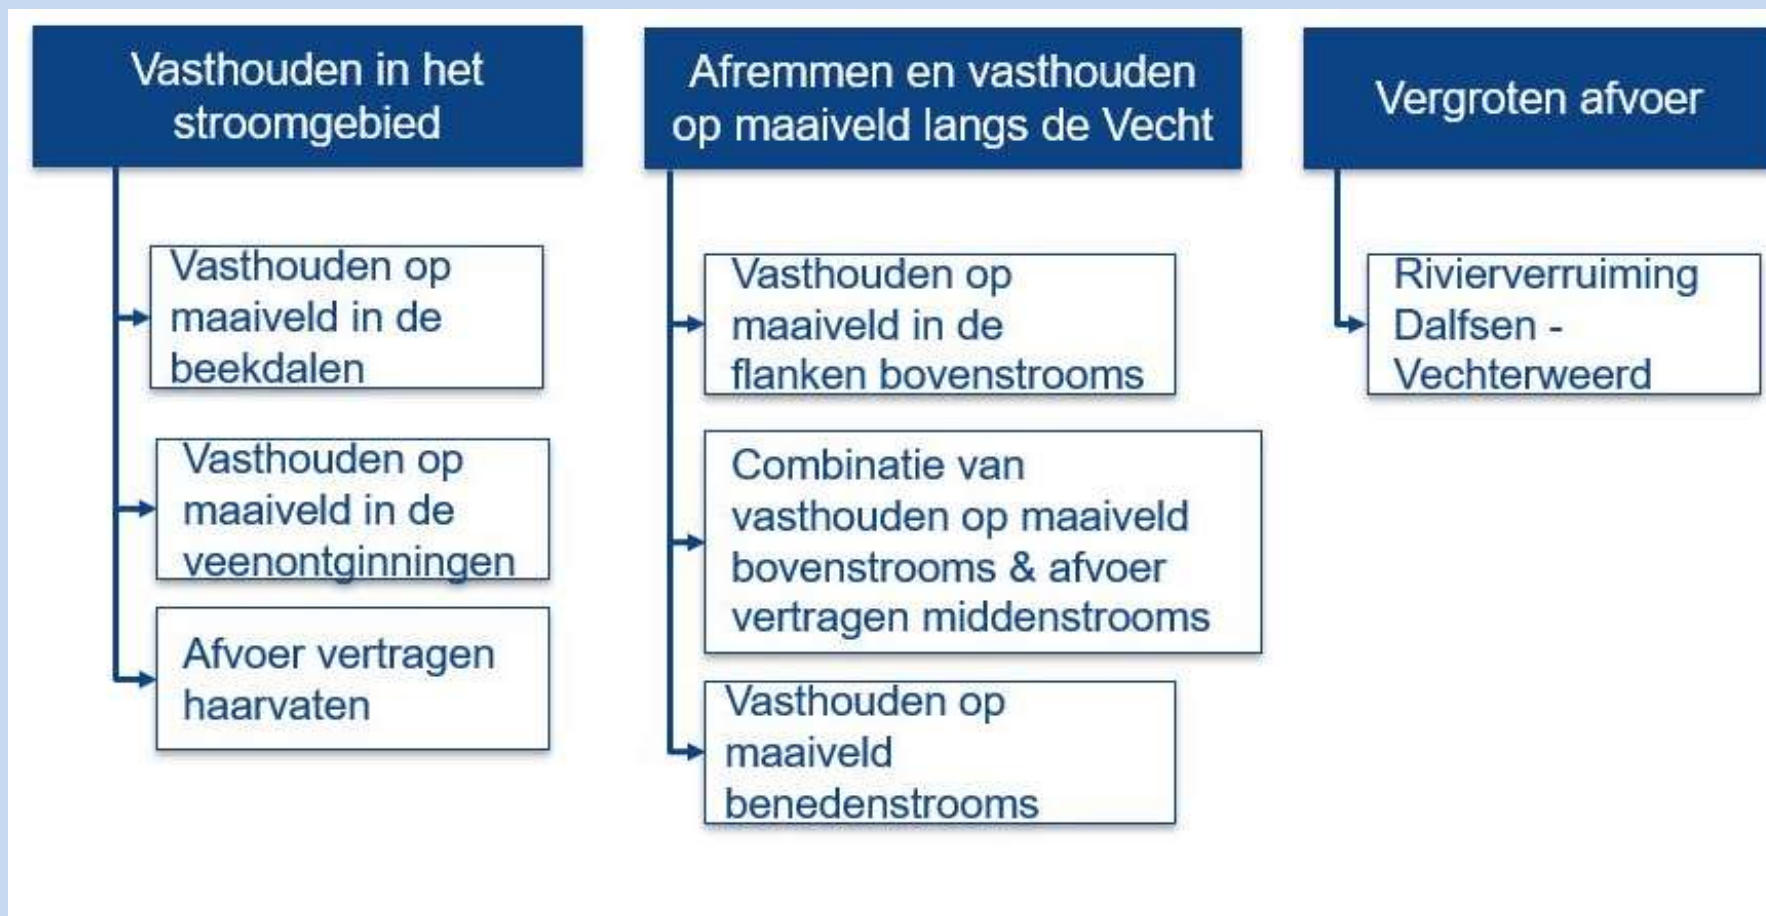 Vasthouden in het
stroomgebied
Vasthouden op
maaiveld in de
beekdalen
Vasthouden op
maaiveld in de
veenontginningen
Afvoer vertragen
haarvaten
Afremmen en vasthouden
op maaiveld langs de Vecht
Vasthouden op
maaiveld in de
flanken bovenstrooms
Combinatie van
vasthouden op maaiveld
bovenstrooms & afvoer
vertragen middenstrooms
Vasthouden op
maaiveld
benedenstrooms
Vergroten afvoer
Rivierverruiming
Dalfsen -
Vechterweerd